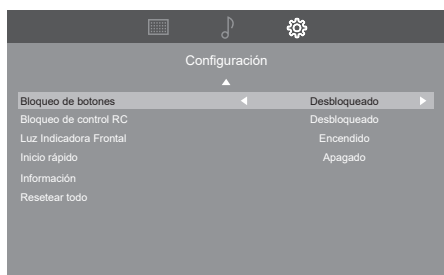 Configuración
Bloqueo de botones Desbloqueado
Bloqueo de control RC Desbloqueado
Luz Indicadora Frontal Encendido
Inicio rápido Apagado
Información
Resetear todo